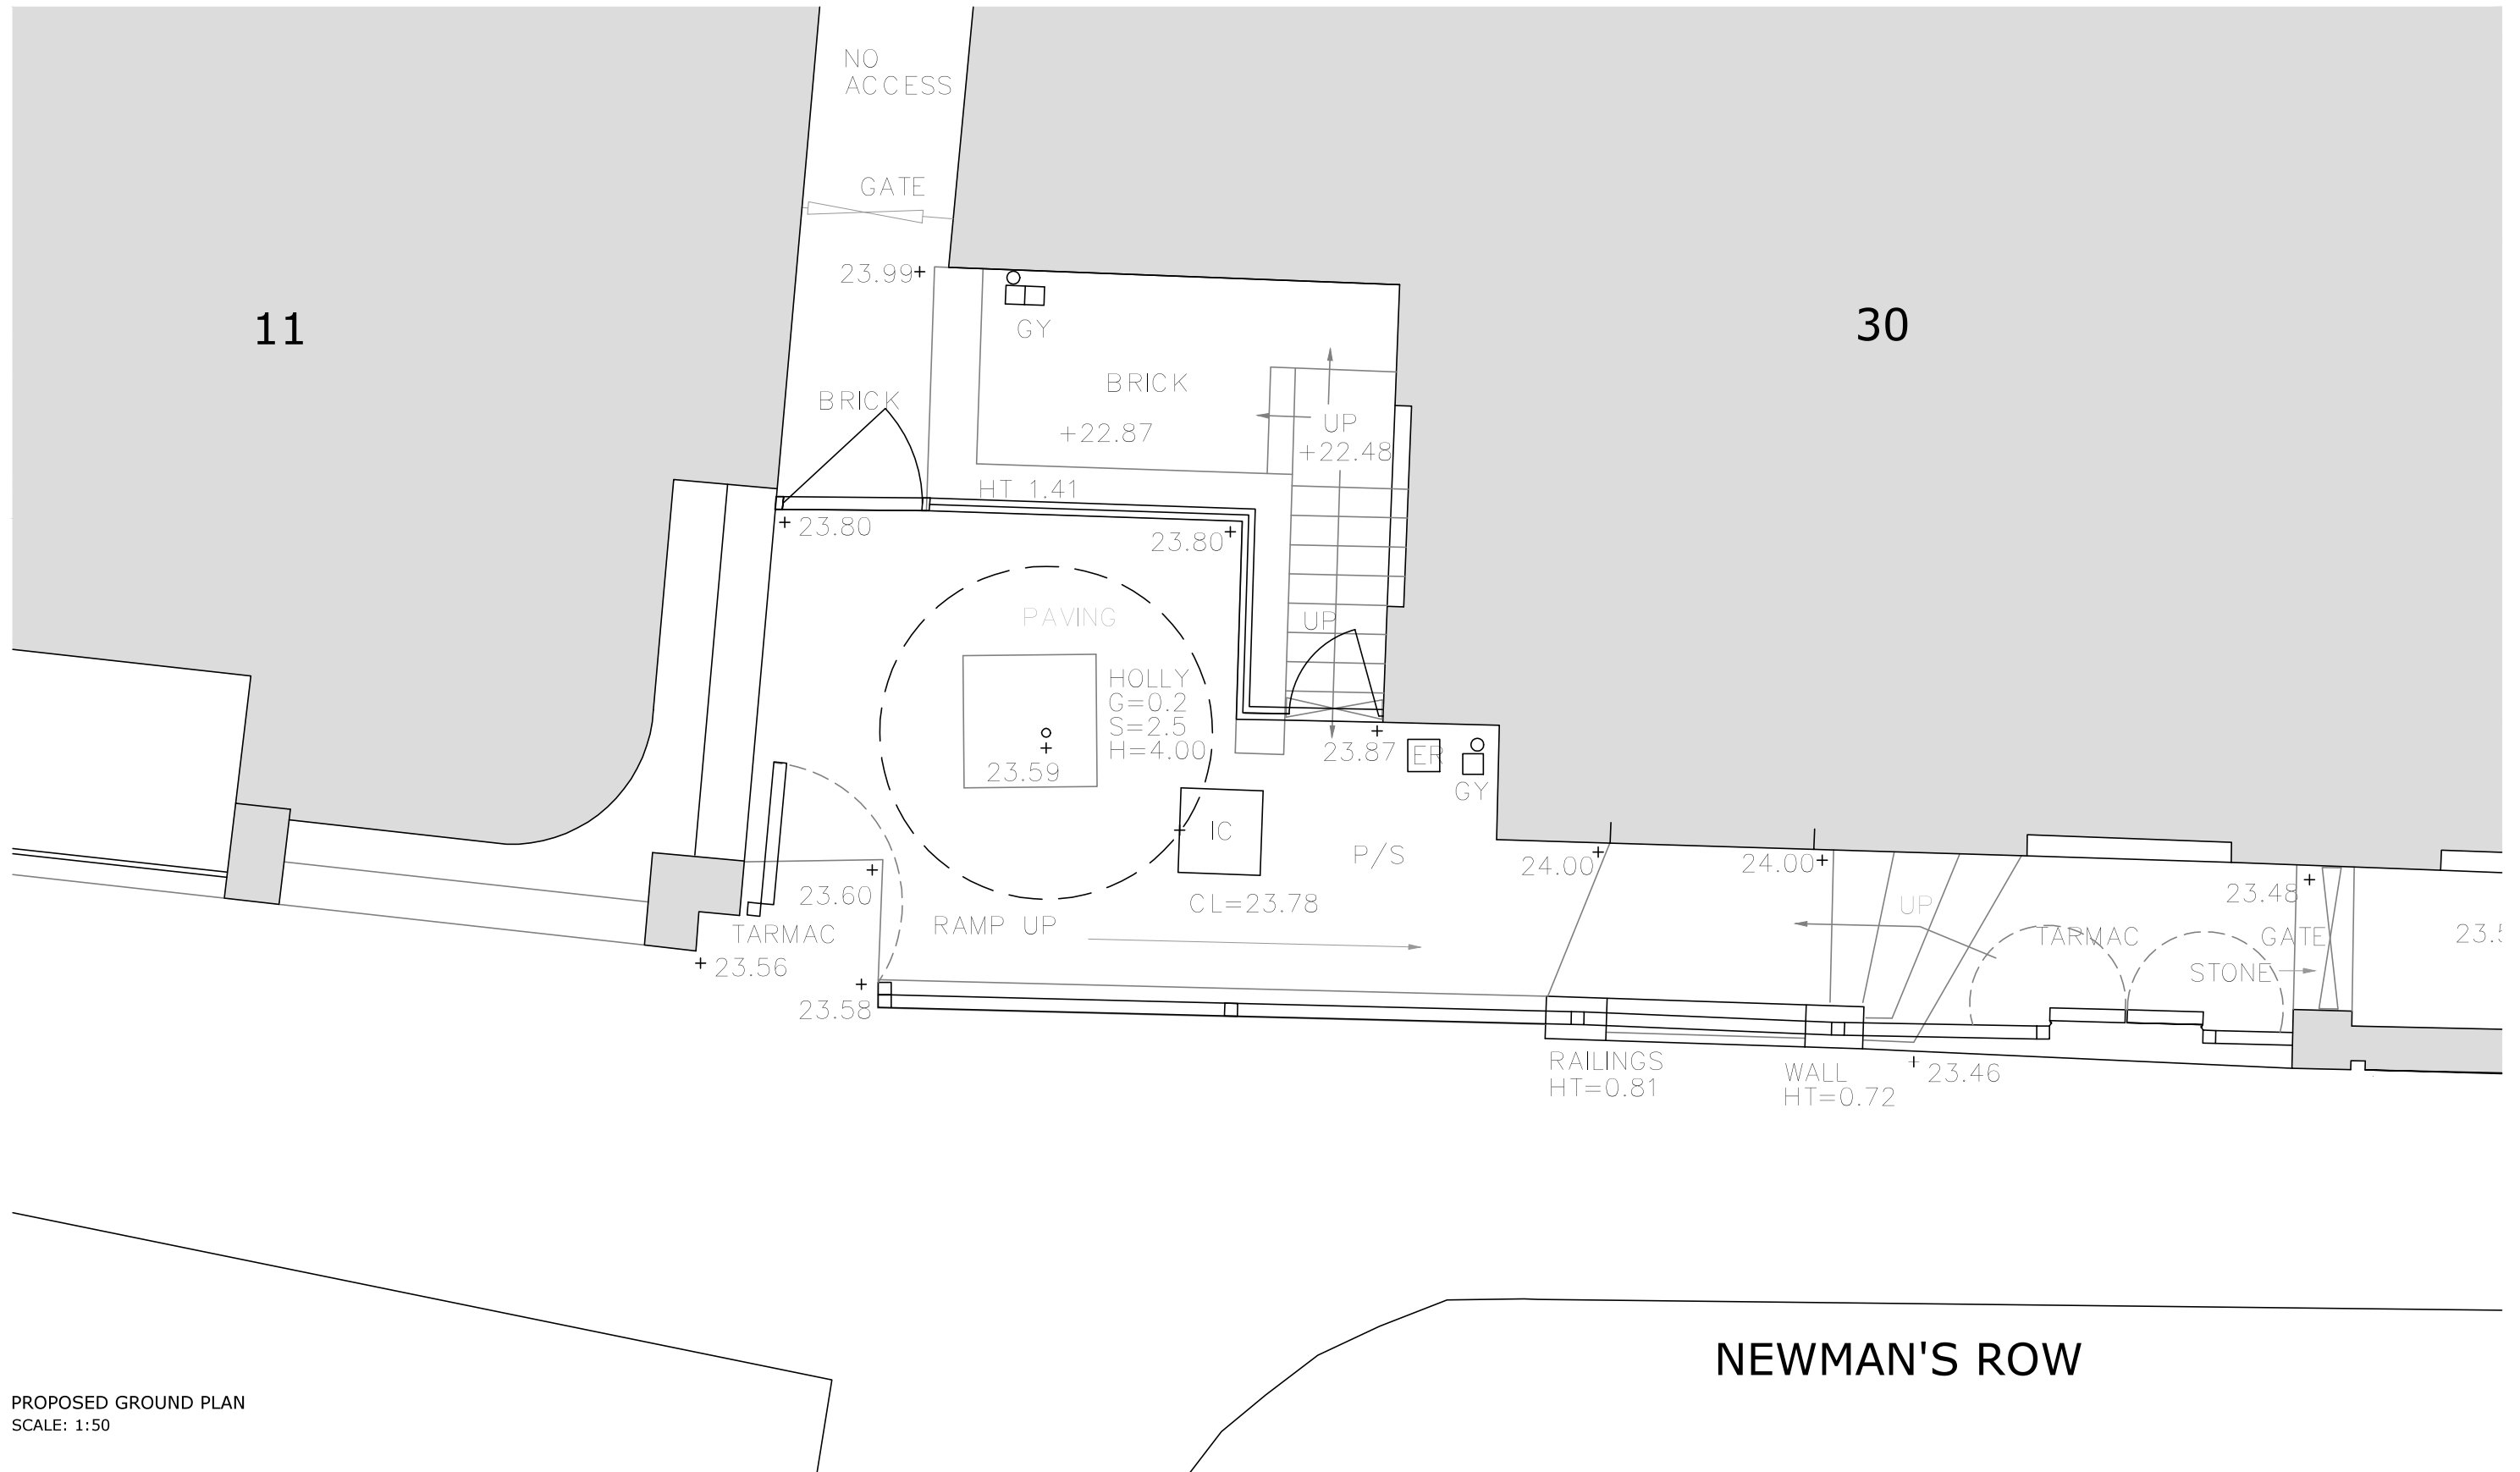 NO
ACCESS
GATE
23.99
11
30
GY
BRICK
BRICK
UP
+22.87
+22.48
HT 1.41
23.80
23.80
PAVING
UP
HOLLY
G=0.2
S=2.5
H=4.00
23.59
23.87
ER
GY
IC
P/S
24.00
24.00
23.60
CL=23.78
23.48
UP
TARMAC
RAMP UP
TARMAC
GATE
23.56
STONE
23.58
RAILINGS
HT=0.81
WALL
HT=0.72
23.46
NEWMAN'S ROW
PROPOSED GROUND PLAN
SCALE: 1:50